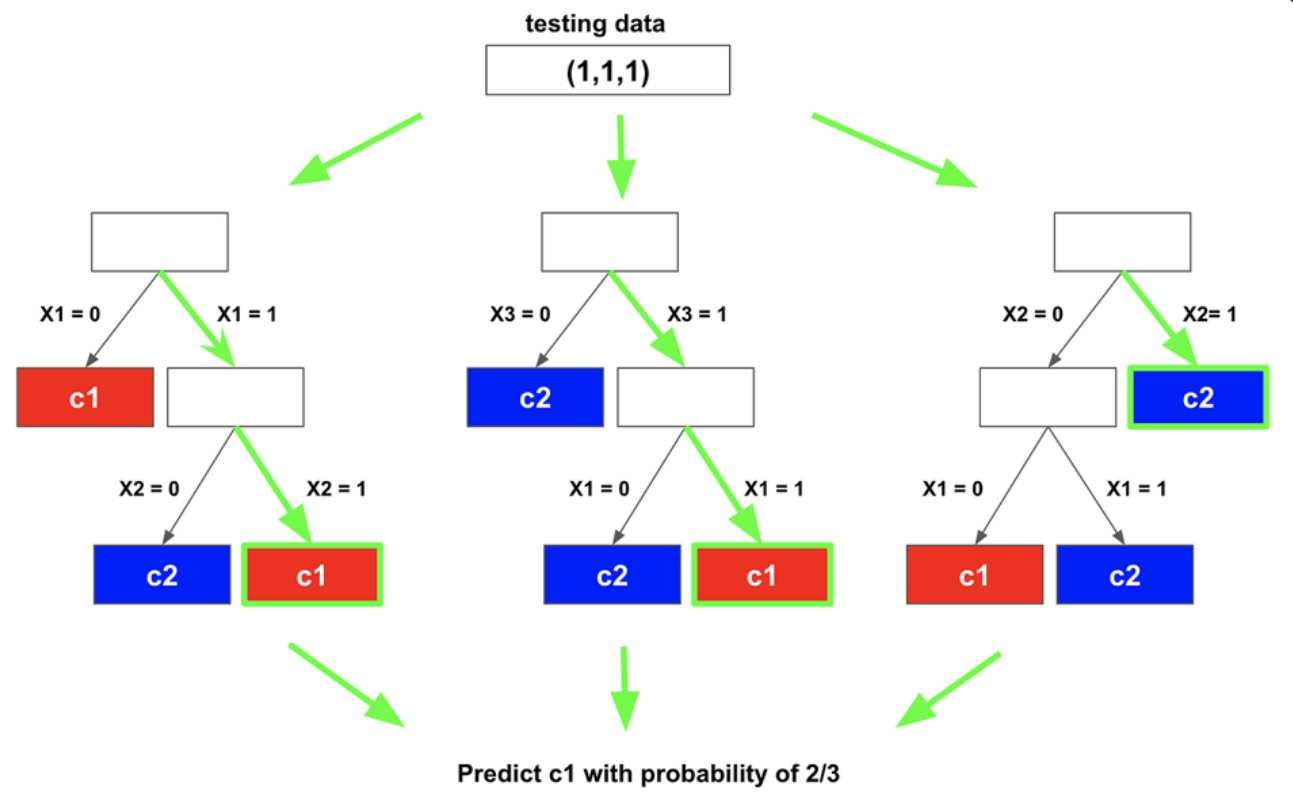 testing data
(1,1,1)
X1 = 0 X1 = 1 X3 = 0 X3 = 1 X2 = 0 X2= 1
c1 c2 c2
X2 = 0 X2 = 1 X1 = 0 X1 = 1 X1 = 0 X1 = 1
c2 c1 c2 c1 c1 c2
Predict c1 with probability of 2/3